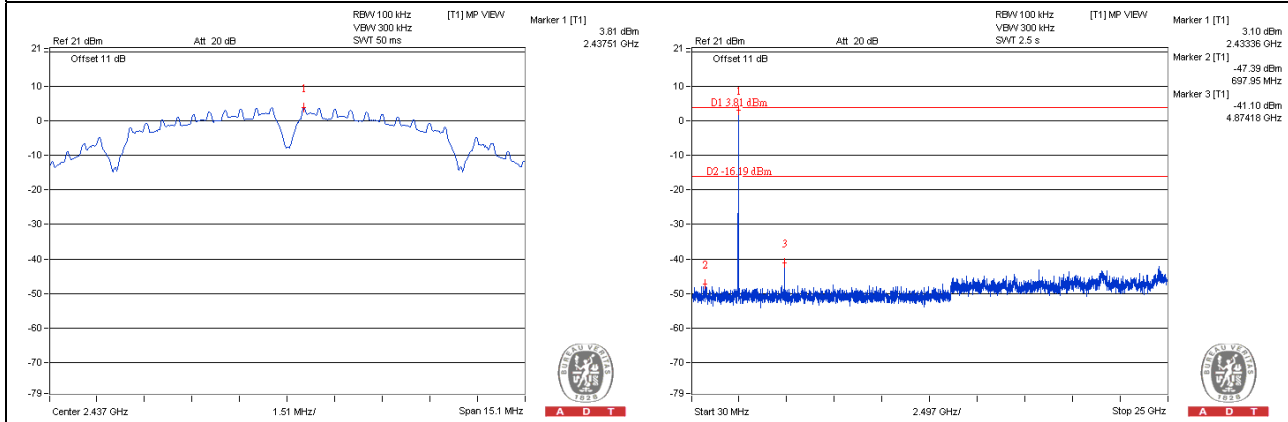 RBW 100 kHz [T1] MP VIEW
VBW 300 kHz
Ref 21 dBm Att 20 dB SWT 50 ms
Marker 1 [T1]
3.81 dBm
2.43751 GHz
21
Offset 11 dB
10
0
-10
-20
-30
-40
-50
-60
-70
-79
1
Center 2.437 GHz 1.51 MHz/ Span 15.1 MHz
BUREAU VERITAS
1828
A D T
RBW 100 kHz [T1] MP VIEW
VBW 300 kHz
Ref 21 dBm Att 20 dB SWT 2.5 s
Marker 1 [T1]
3.10 dBm
2.43336 GHz
Marker 2 [T1]
-47.39 dBm
697.95 MHz
Marker 3 [T1]
-41.10 dBm
4.87418 GHz
21
Offset 11 dB
10
0
-10
-20
-30
-40
-50
-60
-70
-79
1
D1 3.81 dBm
D2 -16.19 dBm
2
3
Start 30 MHz 2.497 GHz/ Stop 25 GHz
BUREAU VERITAS
1828
A D T